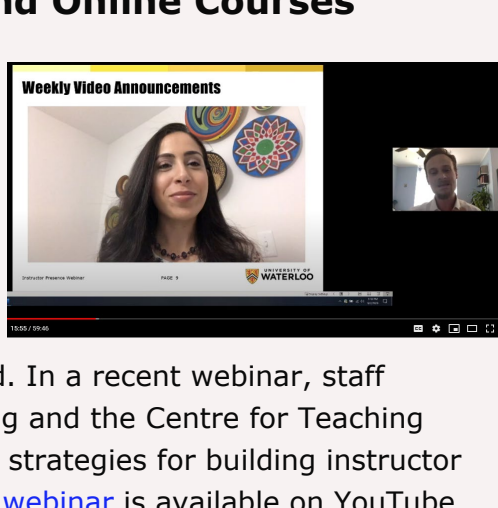 nd Online Courses
Weekly Video Announcements
Instructor Presence Webinar
PAGE 9
UNIVERSITY OF
WATERLOO
15:55 / 59:46
CC
d. In a recent webinar, staff
g and the Centre for Teaching
strategies for building instructor
webinar is available on YouTube